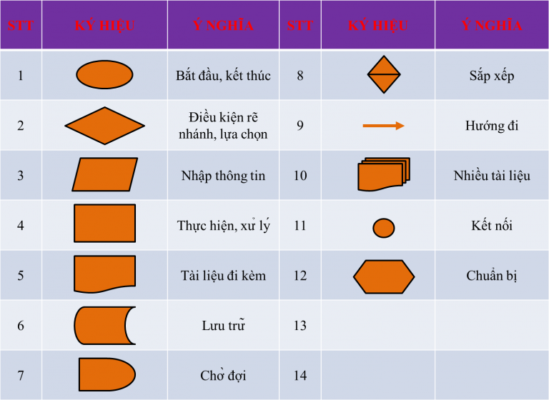 STT KÝ HIỆU Ý NGHĨA STT KÝ HIỆU Ý NGHĨA
1 Bắt đầu, kết thúc 8 Sắp xếp
2 Điều kiện rẽ
nhánh, lựa chọn 9 Hướng đi
3 Nhập thông tin 10 Nhiều tài liệu
4 Thực hiện, xử lý 11 Kết nối
5 Tài liệu đi kèm 12 Chuẩn bị
6 Lưu trữ 13
7 Chờ đợi 14